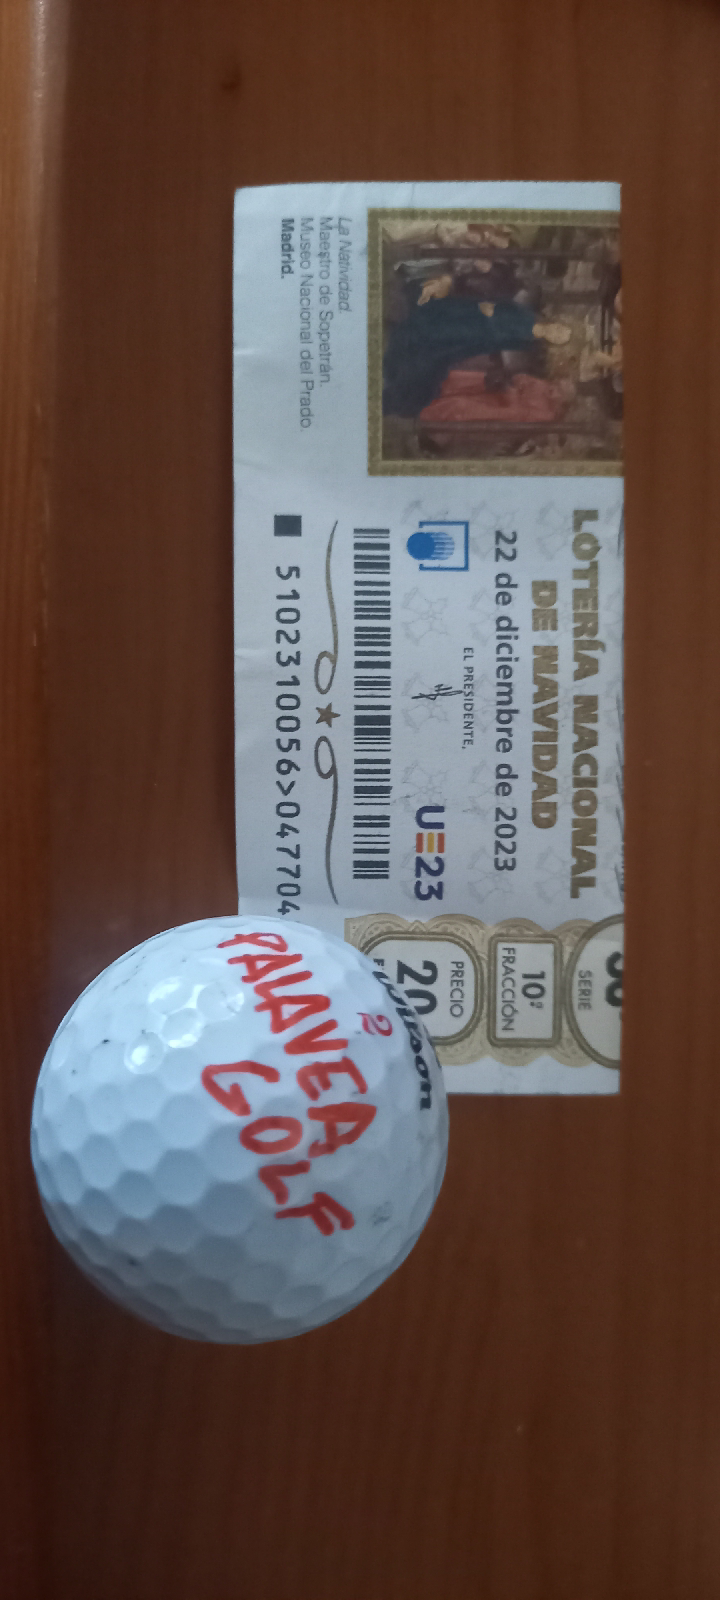 La Natividad.
Maestro de Sopetrán.
Museo Nacional del Prado.
Madrid.
LOTERÍA NACIONAL
DE NAVIDAD
22 de diciembre de 2023
EL PRESIDENTE,
UE23
5102310056>047704
SERIE
10ª
FRACCIÓN
PRECIO
20
Wilson
2
PALAVEA
GOLF